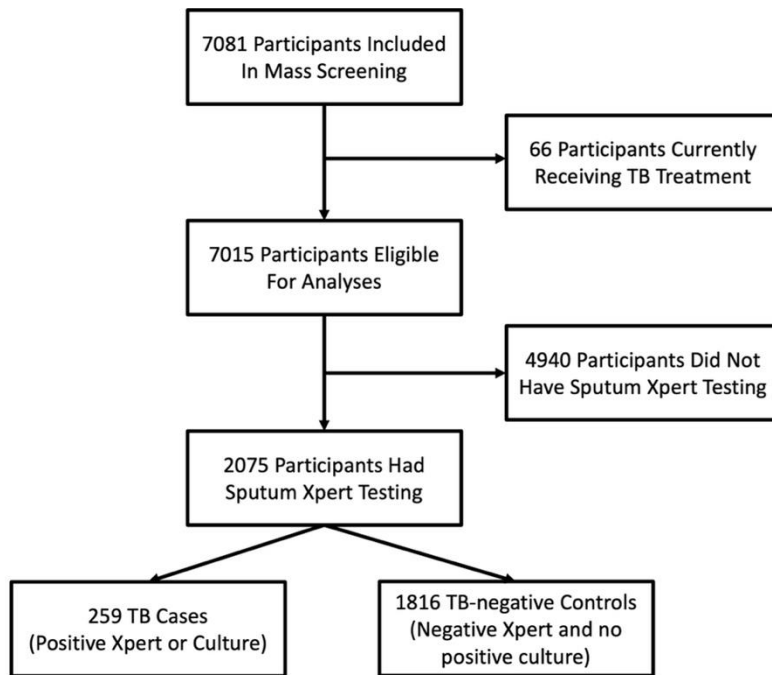 7081 Participants Included
In Mass Screening
66 Participants Currently
Receiving TB Treatment
7015 Participants Eligible
For Analyses
4940 Participants Did Not
Have Sputum Xpert Testing
2075 Participants Had
Sputum Xpert Testing
259 TB Cases
(Positive Xpert or Culture)
1816 TB-negative Controls
(Negative Xpert and no
positive culture)